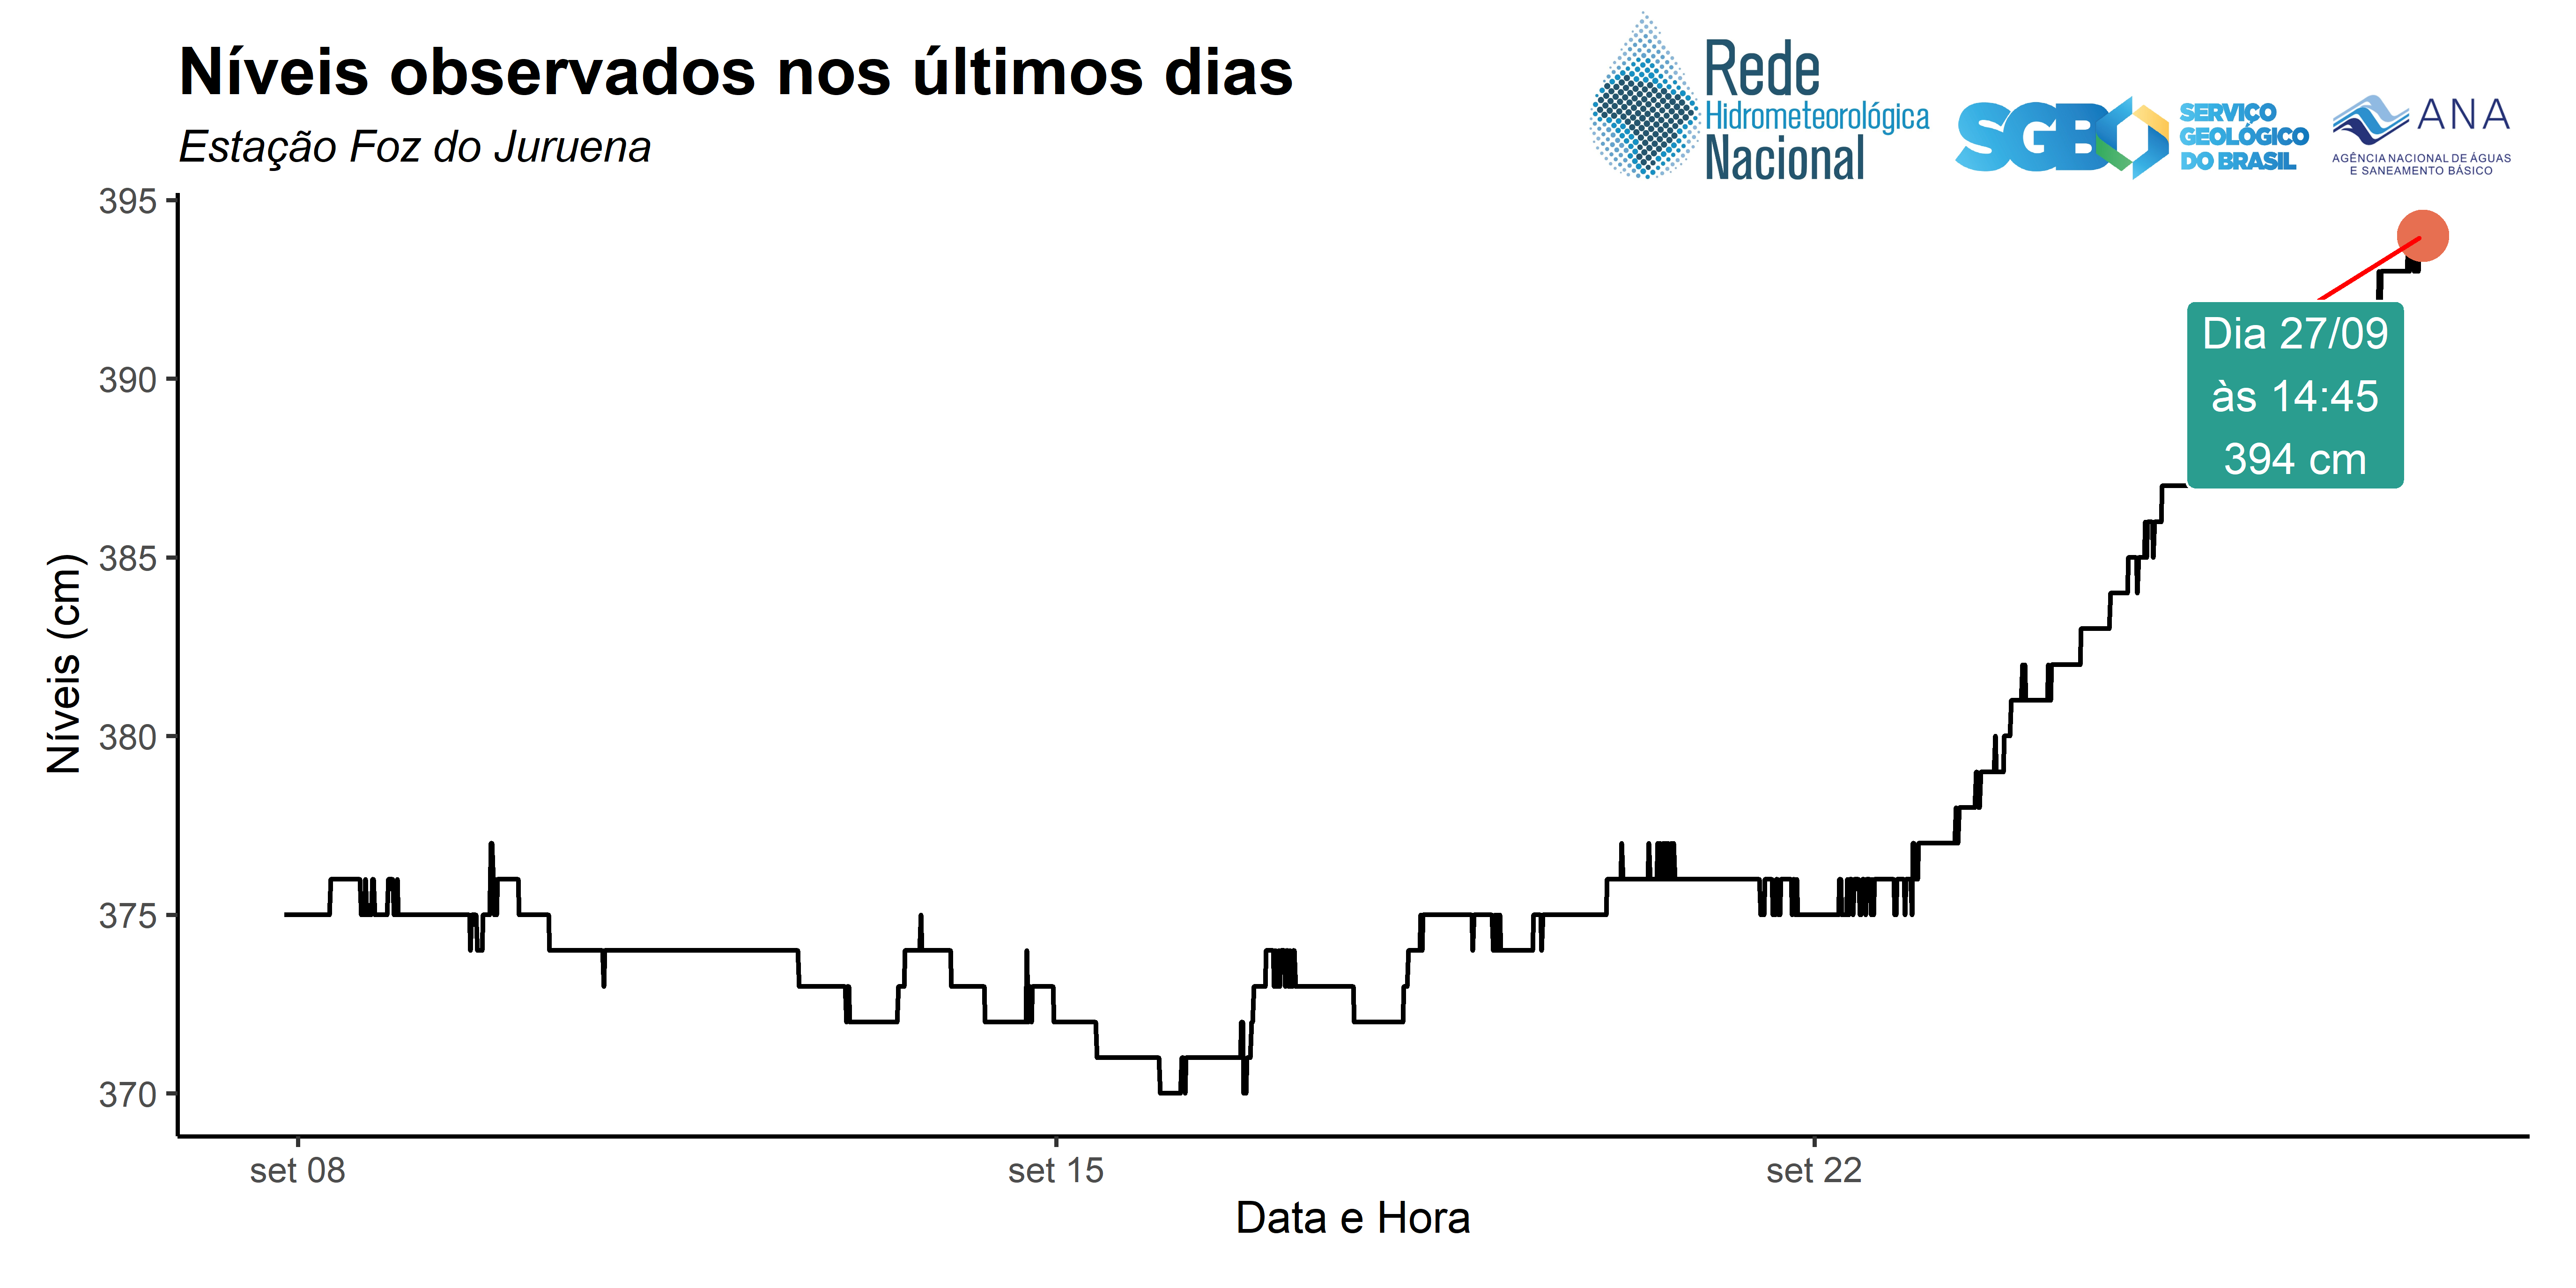 Níveis observados nos últimos dias
Estação Foz do Juruena
Rede
Hidrometeorológica
Nacional
SGB
SERVIÇO
GEOLÓGICO
DO BRASIL
ANA
AGÊNCIA NACIONAL DE ÁGUAS
E SANEAMENTO BÁSICO
395
390
385
380
375
370
Níveis (cm)
Dia 27/09
às 14:45
394 cm
set 08
set 15
set 22
Data e Hora